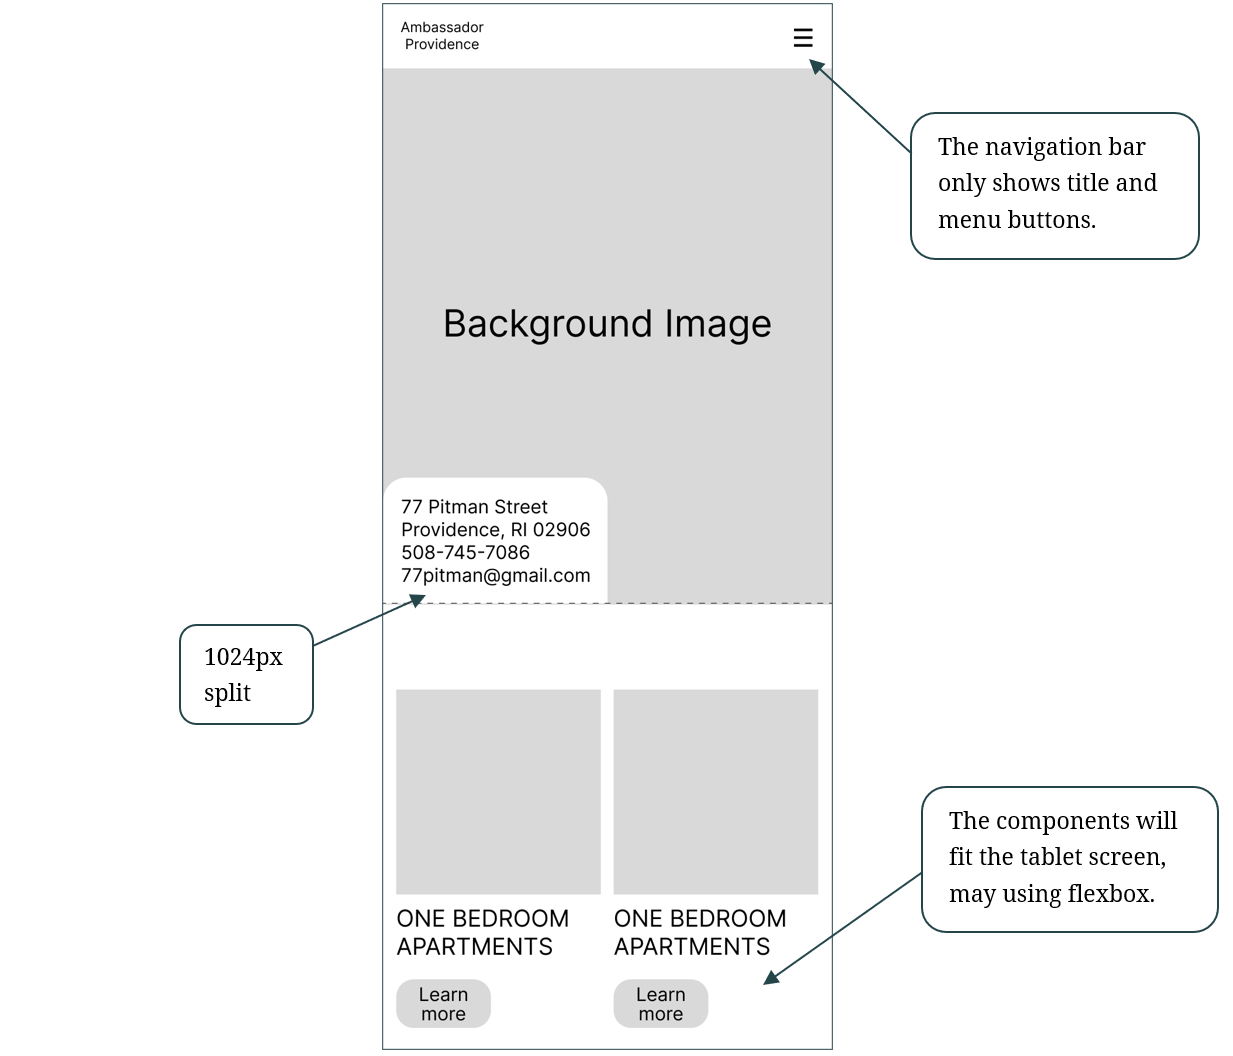 Ambassador
Providence
The navigation bar
only shows title and
menu buttons.
Background Image
77 Pitman Street
Providence, RI 02906
508-745-7086
77pitman@gmail.com
1024px
split
The components will
fit the tablet screen,
may using flexbox.
ONE BEDROOM
APARTMENTS
Learn
more
ONE BEDROOM
APARTMENTS
Learn
more